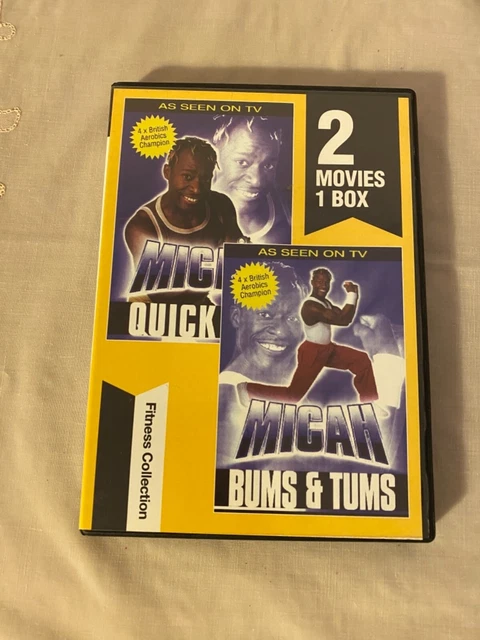 AS SEEN ON TV
4 x British
Aerobics
Champion
MIC
QUICK
2
MOVIES
1 BOX
AS SEEN ON TV
4 x British
Aerobics
Champion
MICAH
BUMS & TUMS
Fitness Collection